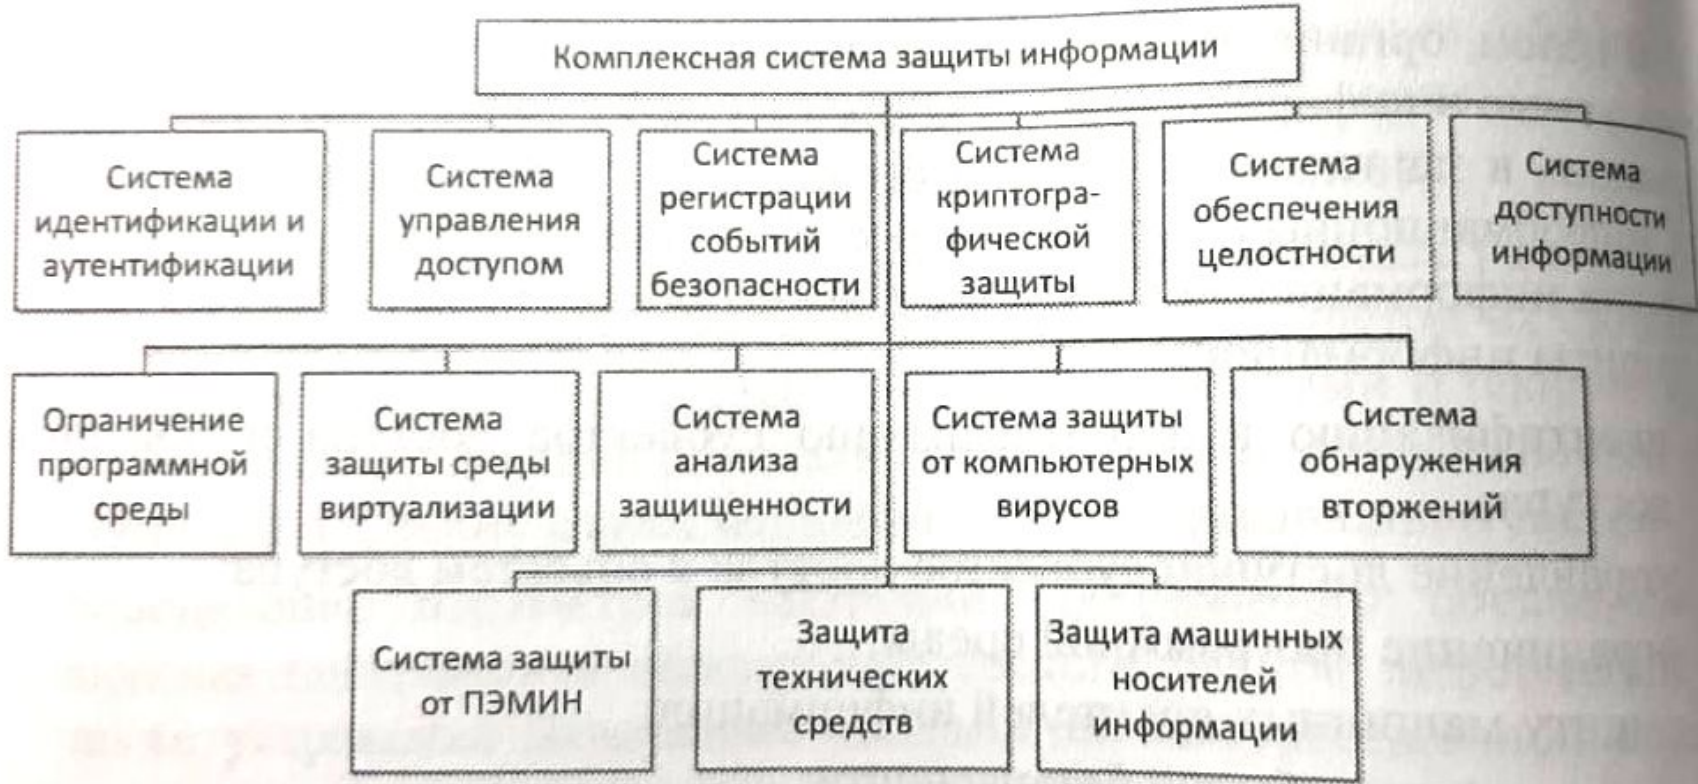 Комплексная система защиты информации
Система
идентификации и
аутентификации
Система
управления
доступом
Система
регистрации
событий
безопасности
Система
криптогра-
фической
защиты
Система
обеспечения
целостности
Система
доступности
информации
Ограничение
программной
среды
Система
защиты среды
виртуализации
Система
анализа
защищенности
Система защиты
от компьютерных
вирусов
Система
обнаружения
вторжений
Система защиты
от ПЭМИН
Защита
технических
средств
Защита машинных
носителей
информации